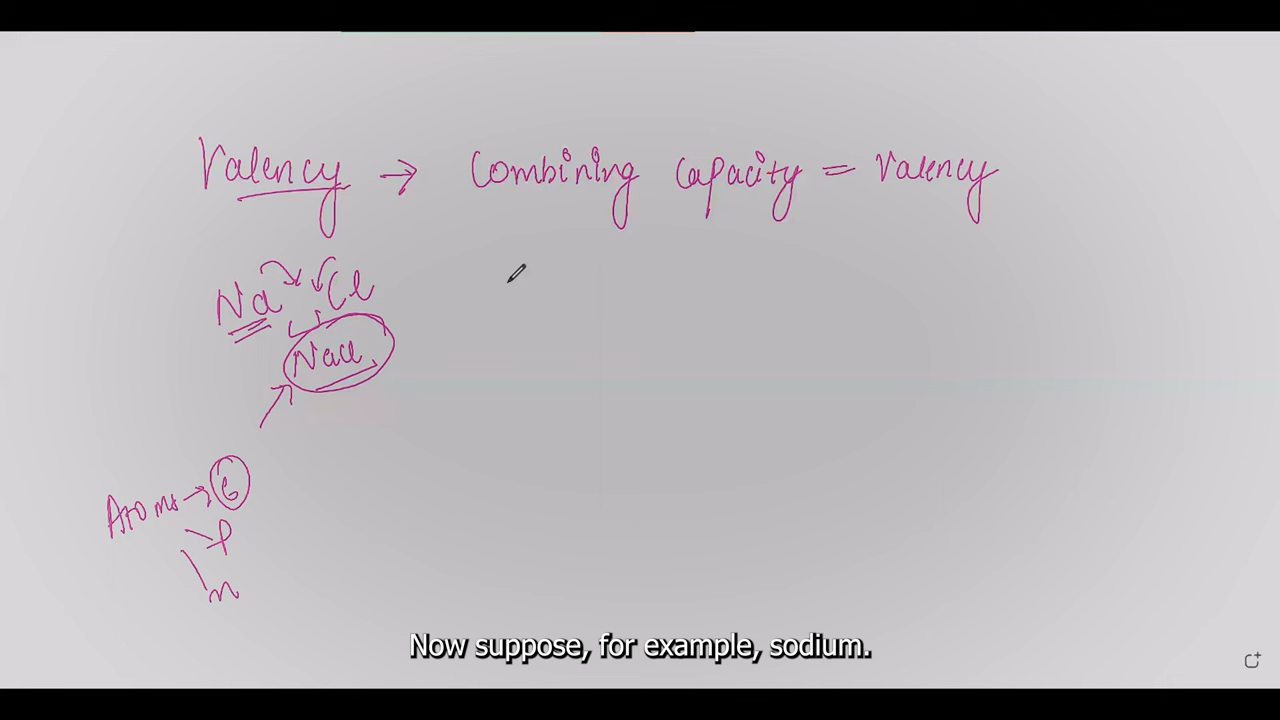 Valency → Combining Capacity = Valency
Na Cl
NaCl
Atoms → e
p
n
Now suppose, for example, sodium.